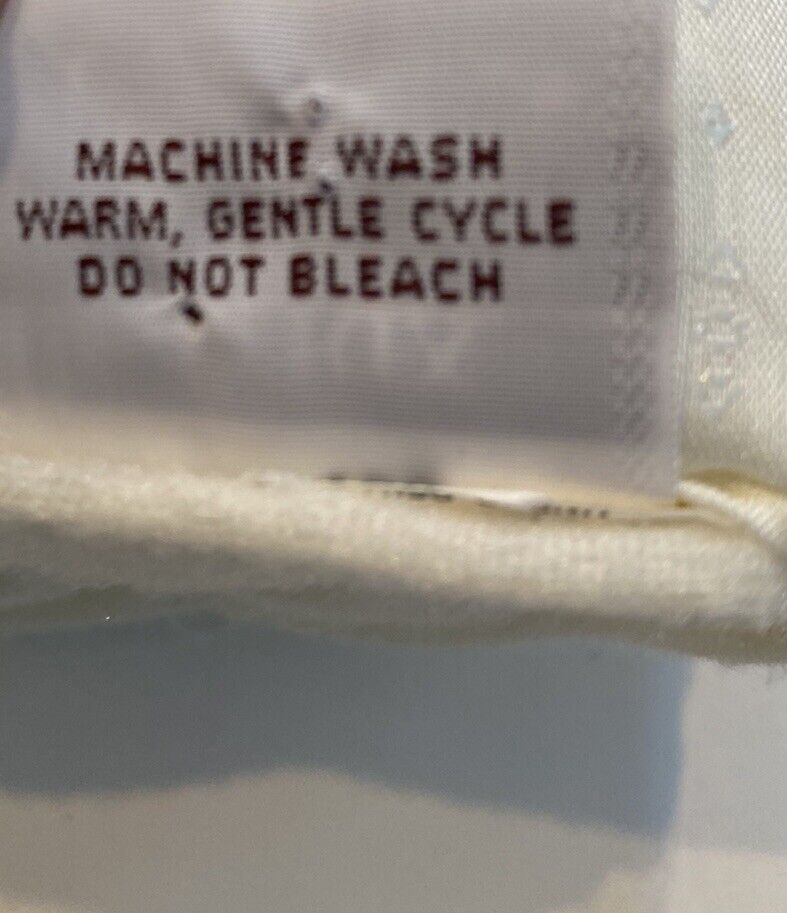 MACHINE WASH
WARM, GENTLE CYCLE
DO NOT BLEACH